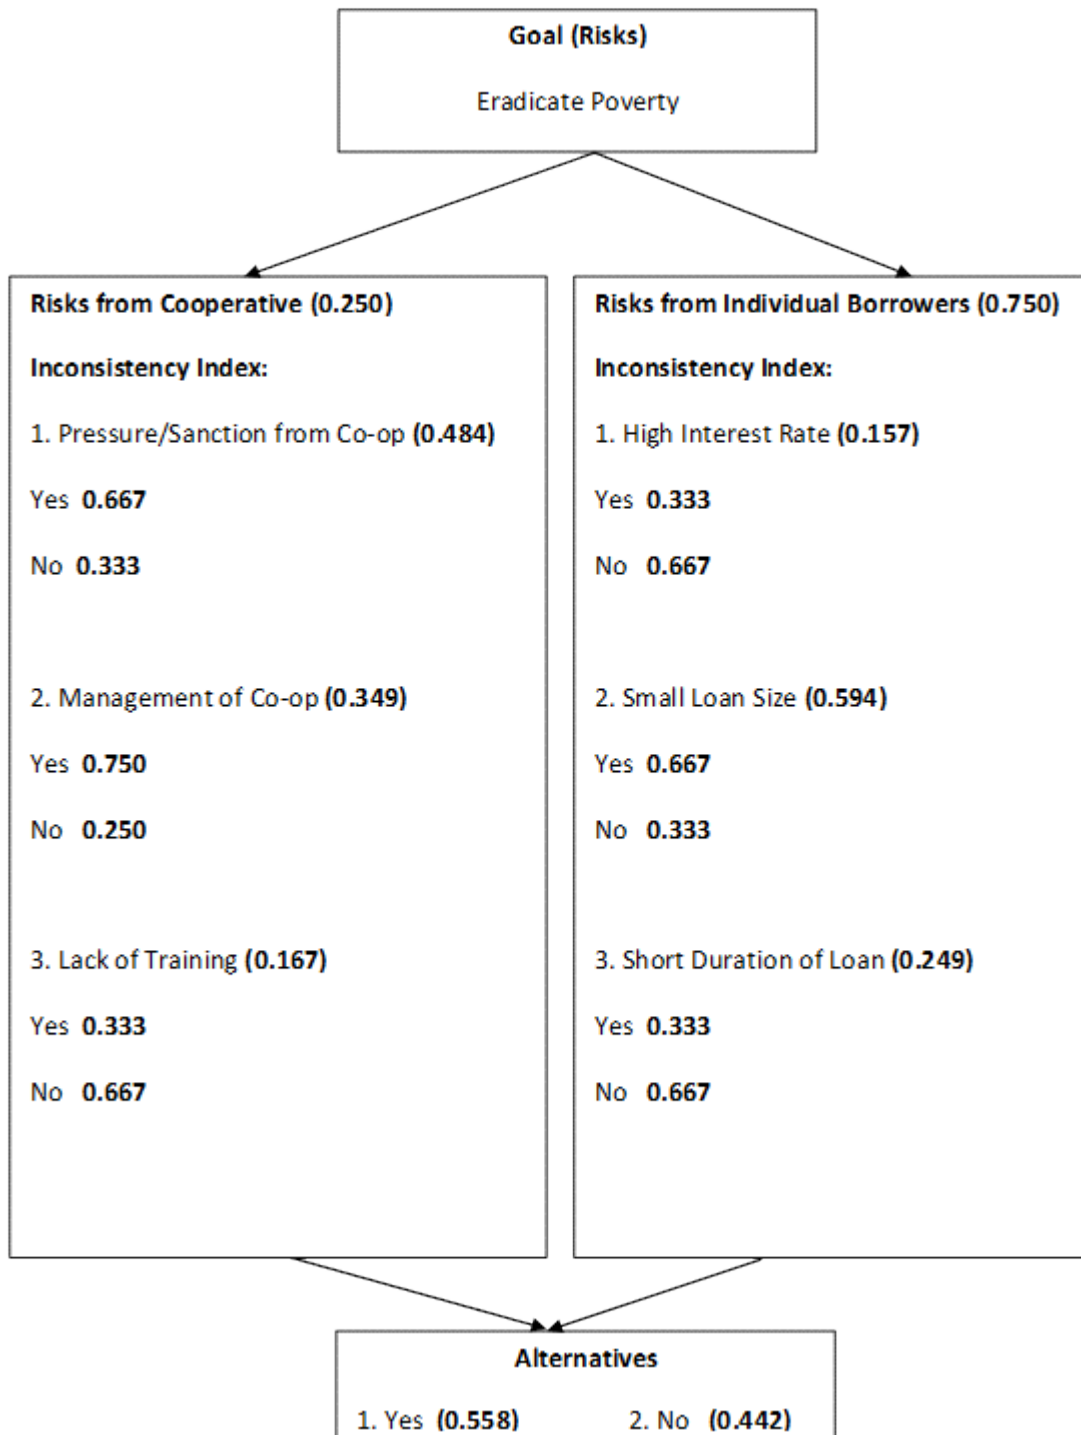 Goal (Risks)
Eradicate Poverty
Risks from Cooperative (0.250)
Inconsistency Index:
1. Pressure/Sanction from Co-op (0.484)
Yes 0.667
No 0.333
2. Management of Co-op (0.349)
Yes 0.750
No 0.250
3. Lack of Training (0.167)
Yes 0.333
No 0.667
Risks from Individual Borrowers (0.750)
Inconsistency Index:
1. High Interest Rate (0.157)
Yes 0.333
No 0.667
2. Small Loan Size (0.594)
Yes 0.667
No 0.333
3. Short Duration of Loan (0.249)
Yes 0.333
No 0.667
Alternatives
1. Yes (0.558) 2. No (0.442)